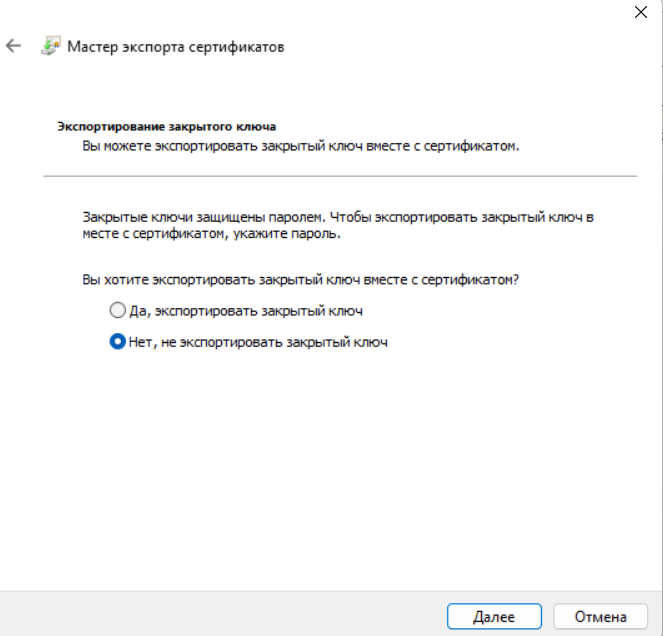 Мастер экспорта сертификатов
Экспортирование закрытого ключа
Вы можете экспортировать закрытый ключ вместе с сертификатом.
Закрытые ключи защищены паролем. Чтобы экспортировать закрытый ключ в
месте с сертификатом, укажите пароль.
Вы хотите экспортировать закрытый ключ вместе с сертификатом?
Да, экспортировать закрытый ключ
Нет, не экспортировать закрытый ключ
Далее
Отмена